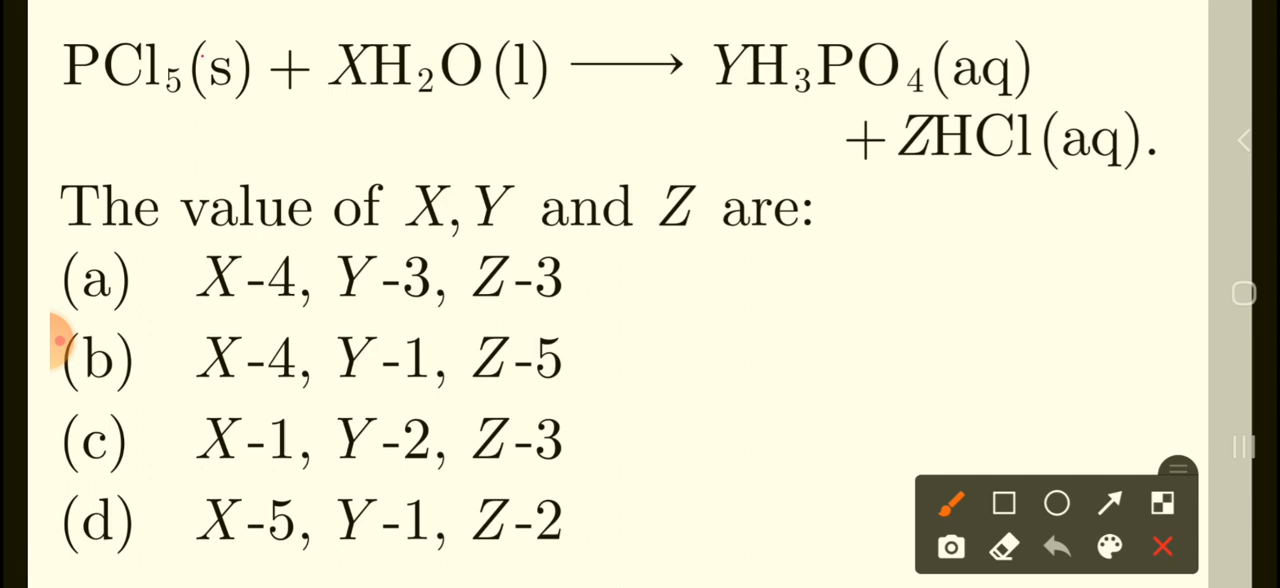 PCl₅(s) + XH₂O(l) ⟶ YH₃PO₄(aq)
+ ZHCl(aq).
The value of X, Y and Z are:
(a) X-4, Y-3, Z-3
(b) X-4, Y-1, Z-5
(c) X-1, Y-2, Z-3
(d) X-5, Y-1, Z-2